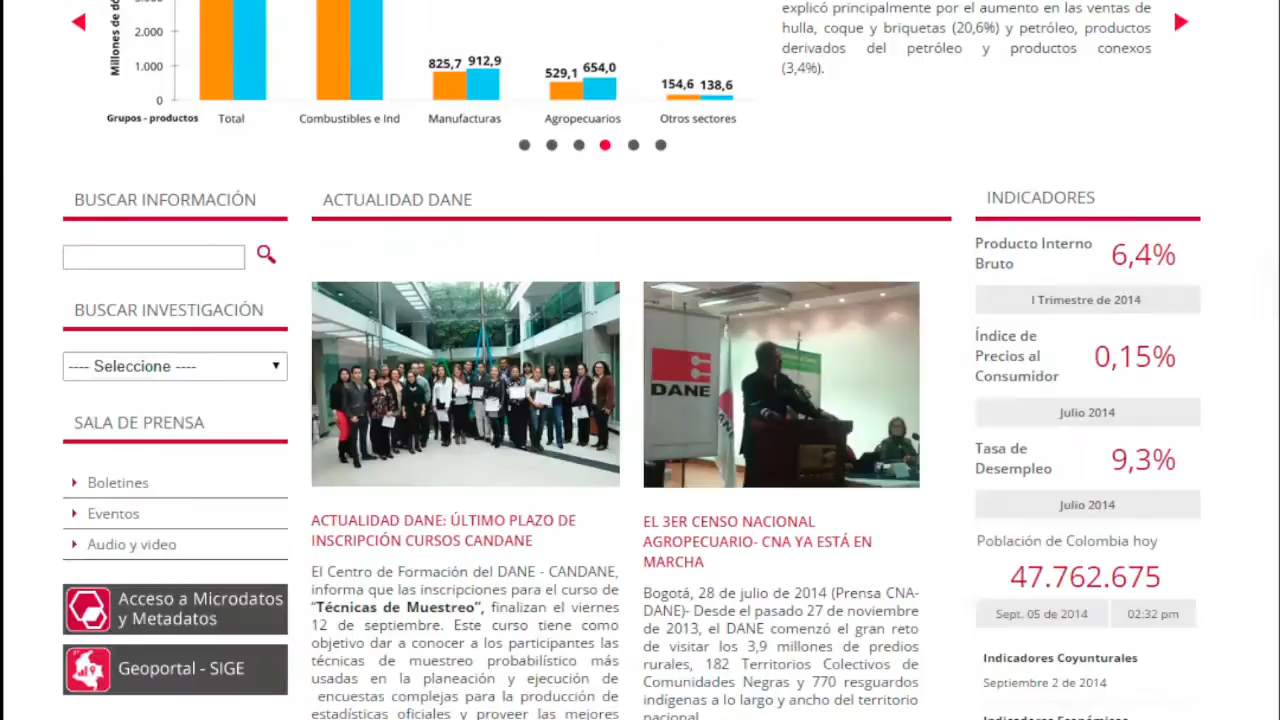 Millones de dó
2.000
1.000
0
825,7 912,9
529,1 654,0
154,6 138,6
Grupos - productos Total Combustibles e Ind Manufacturas Agropecuarios Otros sectores
explicó principalmente por el aumento en las ventas de
hulla, coque y briquetas (20,6%) y petróleo, productos
derivados del petróleo y productos conexos
(3,4%).
BUSCAR INFORMACIÓN
BUSCAR INVESTIGACIÓN
---- Seleccione ----
SALA DE PRENSA
Boletines
Eventos
Audio y video
Acceso a Microdatos
y Metadatos
Geoportal - SIGE
ACTUALIDAD DANE
ACTUALIDAD DANE: ÚLTIMO PLAZO DE
INSCRIPCIÓN CURSOS CANDANE
El Centro de Formación del DANE - CANDANE,
informa que las inscripciones para el curso de
“Técnicas de Muestreo”, finalizan el viernes
12 de septiembre. Este curso tiene como
objetivo dar a conocer a los participantes las
técnicas de muestreo probabilístico más
usadas en la planeación y ejecución de
encuestas complejas para la producción de
estadísticas oficiales y proveer las mejores
DANE
EL 3ER CENSO NACIONAL
AGROPECUARIO- CNA YA ESTÁ EN
MARCHA
Bogotá, 28 de julio de 2014 (Prensa CNA-
DANE)- Desde el pasado 27 de noviembre
de 2013, el DANE comenzó el gran reto
de visitar los 3,9 millones de predios
rurales, 182 Territorios Colectivos de
Comunidades Negras y 770 resguardos
indígenas a lo largo y ancho del territorio
nacional.
INDICADORES
Producto Interno
Bruto
6,4%
I Trimestre de 2014
Índice de
Precios al
Consumidor
0,15%
Julio 2014
Tasa de
Desempleo
9,3%
Julio 2014
Población de Colombia hoy
47.762.675
Sept. 05 de 2014 02:32 pm
Indicadores Coyunturales
Septiembre 2 de 2014
Indicadores Económicos